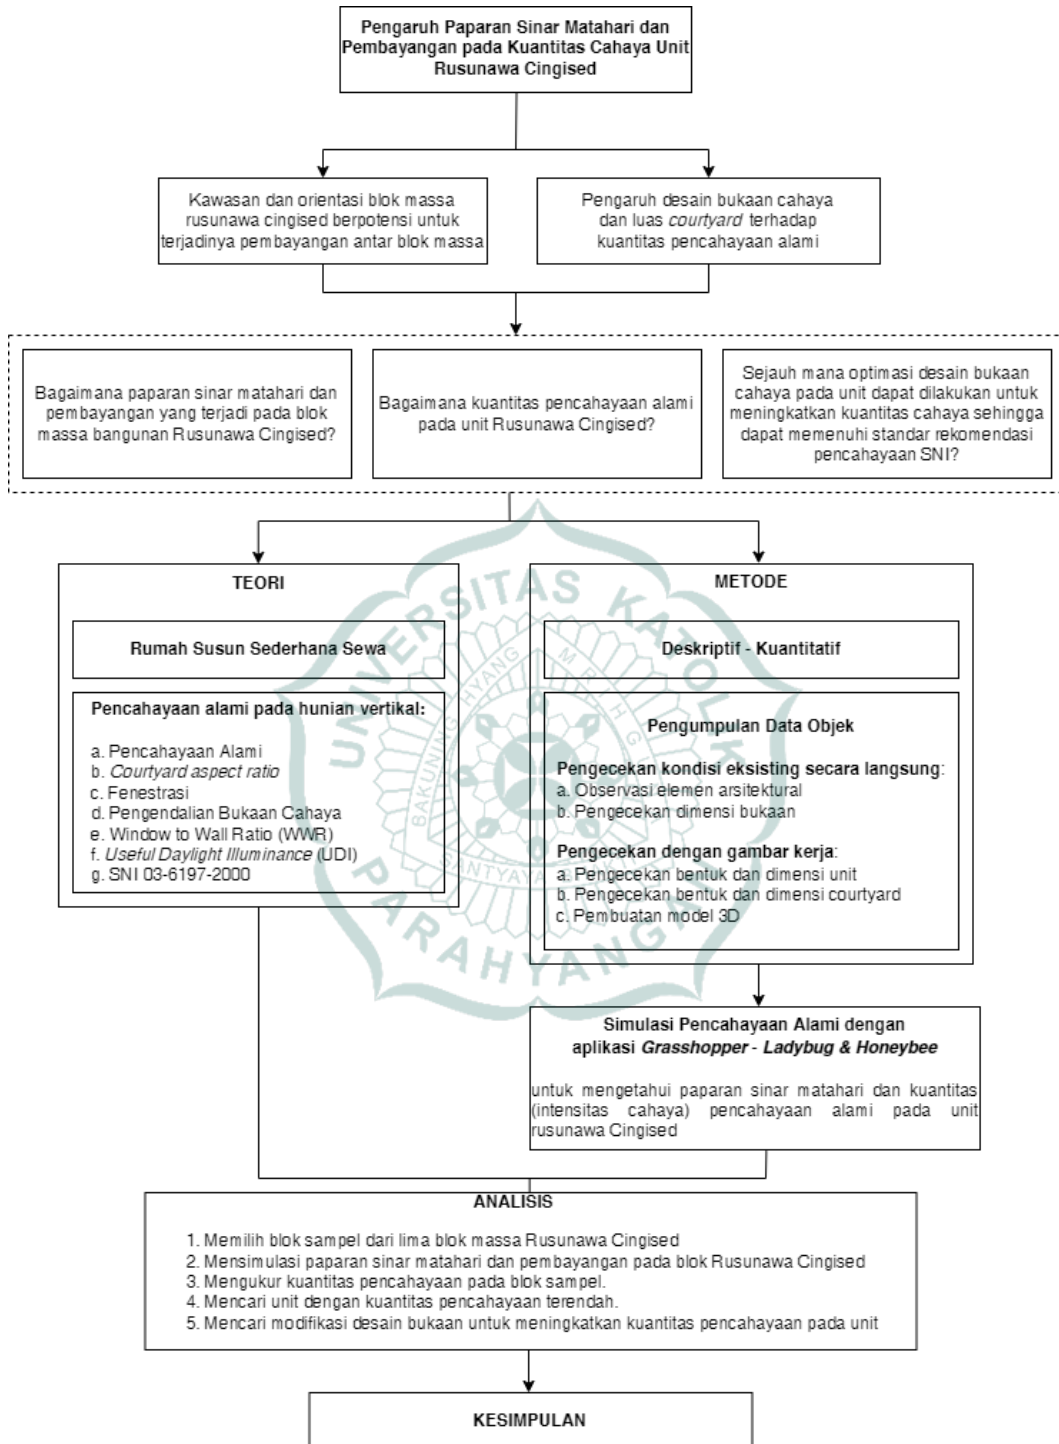 Pengaruh Paparan Sinar Matahari dan
Pembayangan pada Kuantitas Cahaya Unit
Rusunawa Cingised
Kawasan dan orientasi blok massa
rusunawa cingised berpotensi untuk
terjadinya pembayangan antar blok massa
Pengaruh desain bukaan cahaya
dan luas courtyard terhadap
kuantitas pencahayaan alami
Bagaimana paparan sinar matahari dan
pembayangan yang terjadi pada blok
massa bangunan Rusunawa Cingised?
Bagaimana kuantitas pencahayaan alami
pada unit Rusunawa Cingised?
Sejauh mana optimasi desain bukaan
cahaya pada unit dapat dilakukan untuk
meningkatkan kuantitas cahaya sehingga
dapat memenuhi standar rekomendasi
pencahayaan SNI?
TEORI
Rumah Susun Sederhana Sewa
Pencahayaan alami pada hunian vertikal:
a. Pencahayaan Alami
b. Courtyard aspect ratio
c. Fenestrasi
d. Pengendalian Bukaan Cahaya
e. Window to Wall Ratio (WWR)
f. Useful Daylight Illuminance (UDI)
g. SNI 03-6197-2000
METODE
Deskriptif - Kuantitatif
Pengumpulan Data Objek
Pengecekan kondisi eksisting secara langsung:
a. Observasi elemen arsitektural
b. Pengecekan dimensi bukaan
Pengecekan dengan gambar kerja:
a. Pengecekan bentuk dan dimensi unit
b. Pengecekan bentuk dan dimensi courtyard
c. Pembuatan model 3D
Simulasi Pencahayaan Alami dengan
aplikasi Grasshopper - Ladybug & Honeybee
untuk mengetahui paparan sinar matahari dan kuantitas
(intensitas cahaya) pencahayaan alami pada unit
rusunawa Cingised
ANALISIS
1. Memilih blok sampel dari lima blok massa Rusunawa Cingised
2. Mensimulasi paparan sinar matahari dan pembayangan pada blok Rusunawa Cingised
3. Mengukur kuantitas pencahayaan pada blok sampel.
4. Mencari unit dengan kuantitas pencahayaan terendah.
5. Mencari modifikasi desain bukaan untuk meningkatkan kuantitas pencahayaan pada unit
KESIMPULAN
UNIVERSITAS KATOLIK
PARAHYANGAN
BAKUNING HYANG